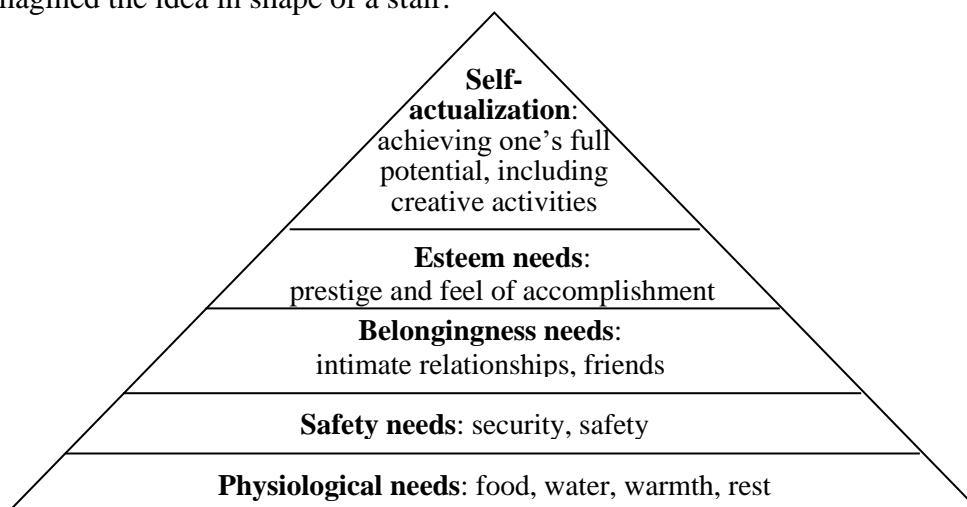 the idea in shape of a stair.
Self-
actualization:
achieving one's full
potential, including
creative activities
Esteem needs:
prestige and feel of accomplishment
Belongingness needs:
intimate relationships, friends
Safety needs: security, safety
Physiological needs: food, water, warmth, rest